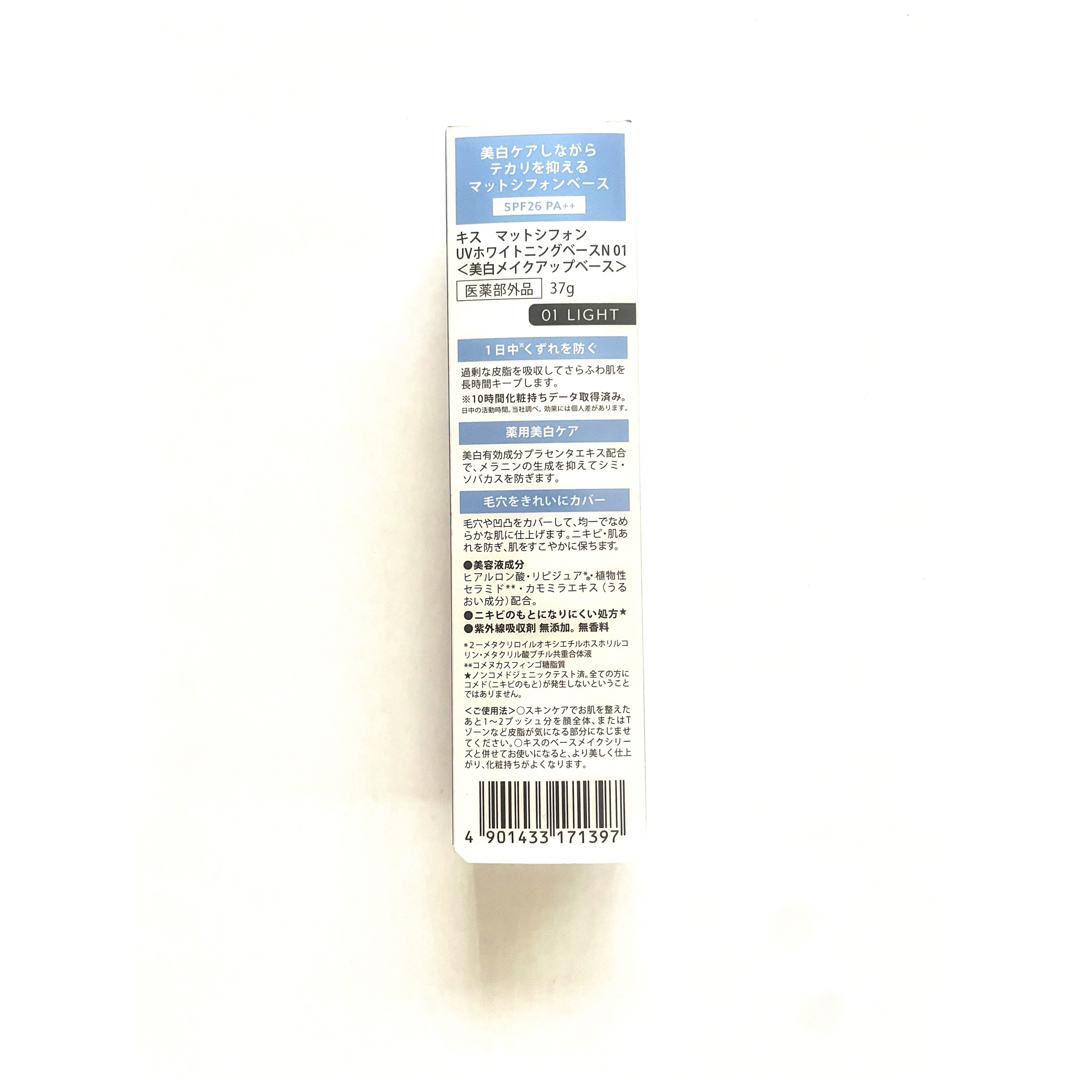 美白ケアしながら
テカリを抑える
マットシフォンベース
SPF26 PA++
キス マットシフォン
UVホワイトニングベースN 01
＜美白メイクアップベース＞
医薬部外品 37g
01 LIGHT
1日中※くずれを防ぐ
過剰な皮脂を吸収してさらふわ肌を
長時間キープします。
※10時間化粧持ちデータ取得済み。
日中の活動時間。当社調べ、効果には個人差があります。
薬用美白ケア
美白有効成分プラセンタエキス配合
で、メラニンの生成を抑えてシミ・
ソバカスを防ぎます。
毛穴をきれいにカバー
毛穴や凹凸をカバーして、均一でなめ
らかな肌に仕上げます。ニキビ・肌あ
れを防ぎ、肌をすこやかに保ちます。
●美容液成分
ヒアルロン酸・リピジュア*・植物性
セラミド**・カモミラエキス（うる
おい成分）配合。
●ニキビのもとになりにくい処方★
●紫外線吸収剤 無添加。無香料
*２－メタクリロイルオキシエチルホスホリルコ
リン・メタクリル酸ブチル共重合体液
**コメヌカスフィンゴ糖脂質
★ノンコメドジェニックテスト済。全ての方に
コメド（ニキビのもと）が発生しないということ
ではありません。
＜ご使用法＞○スキンケアでお肌を整えた
あと1〜2プッシュ分を顔全体、またはT
ゾーンなど皮脂が気になる部分になじませ
てください。○キスのベースメイクシリー
ズと併せてお使いになると、より美しく仕上
がり、化粧持ちがよくなります。
4 901433 171397